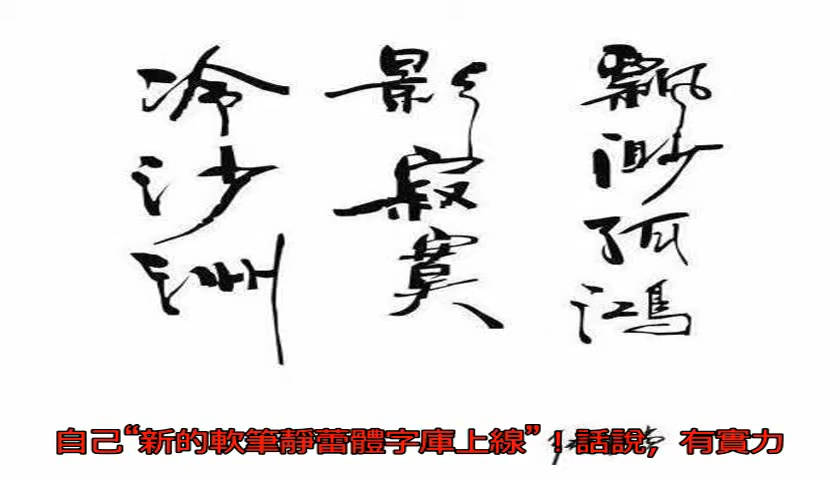 飄渺孤鴻
影寂寞
冷沙洲
自己“新的軟筆靜蕾體字庫上線”！話說，有實力